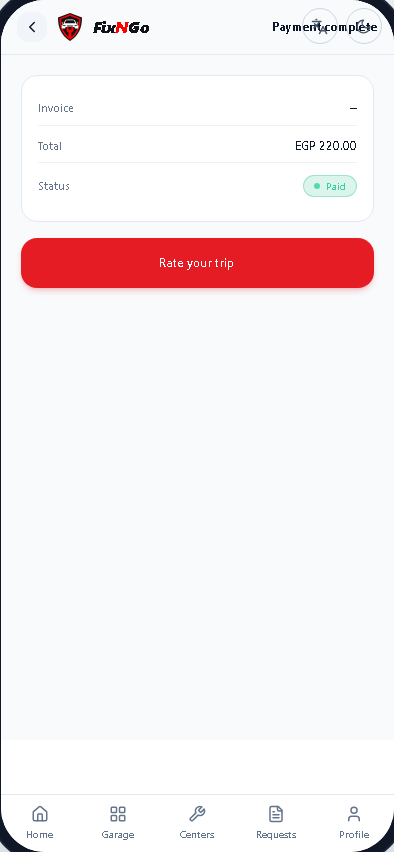 FixNGo
Payment complete
Invoice –
Total EGP 220.00
Status Paid
Rate your trip
Home Garage Centers Requests Profile